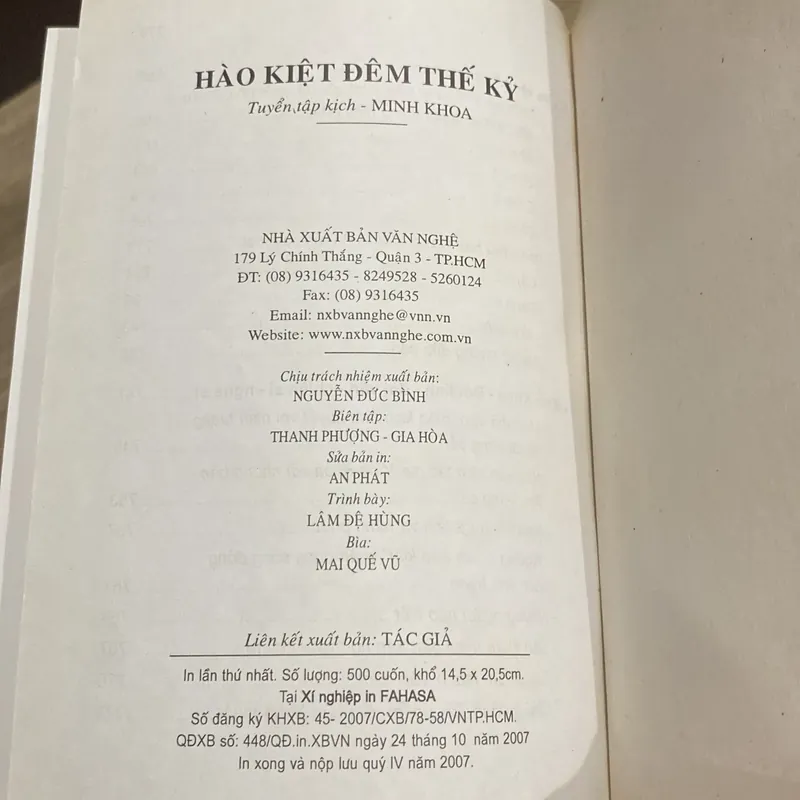 HÀO KIỆT ĐÊM THẾ KỶ
Tuyển tập kịch - MINH KHOA
NHÀ XUẤT BẢN VĂN NGHỆ
179 Lý Chính Thắng - Quận 3 - TP.HCM
ĐT: (08) 9316435 - 8249528 - 5260124
Fax: (08) 9316435
Email: nxbvannghe@vnn.vn
Website: www.nxbvannghe.com.vn
Chịu trách nhiệm xuất bản:
NGUYỄN ĐỨC BÌNH
Biên tập:
THANH PHƯỢNG - GIA HÒA
Sửa bản in:
AN PHÁT
Trình bày:
LÂM ĐỆ HÙNG
Bìa:
MAI QUẾ VŨ
Liên kết xuất bản: TÁC GIẢ
In lần thứ nhất. Số lượng: 500 cuốn, khổ 14,5 x 20,5cm.
Tại Xí nghiệp in FAHASA
Số đăng ký KHXB: 45- 2007/CXB/78-58/VNTP.HCM.
QĐXB số: 448/QĐ.in.XBVN ngày 24 tháng 10 năm 2007
In xong và nộp lưu quý IV năm 2007.